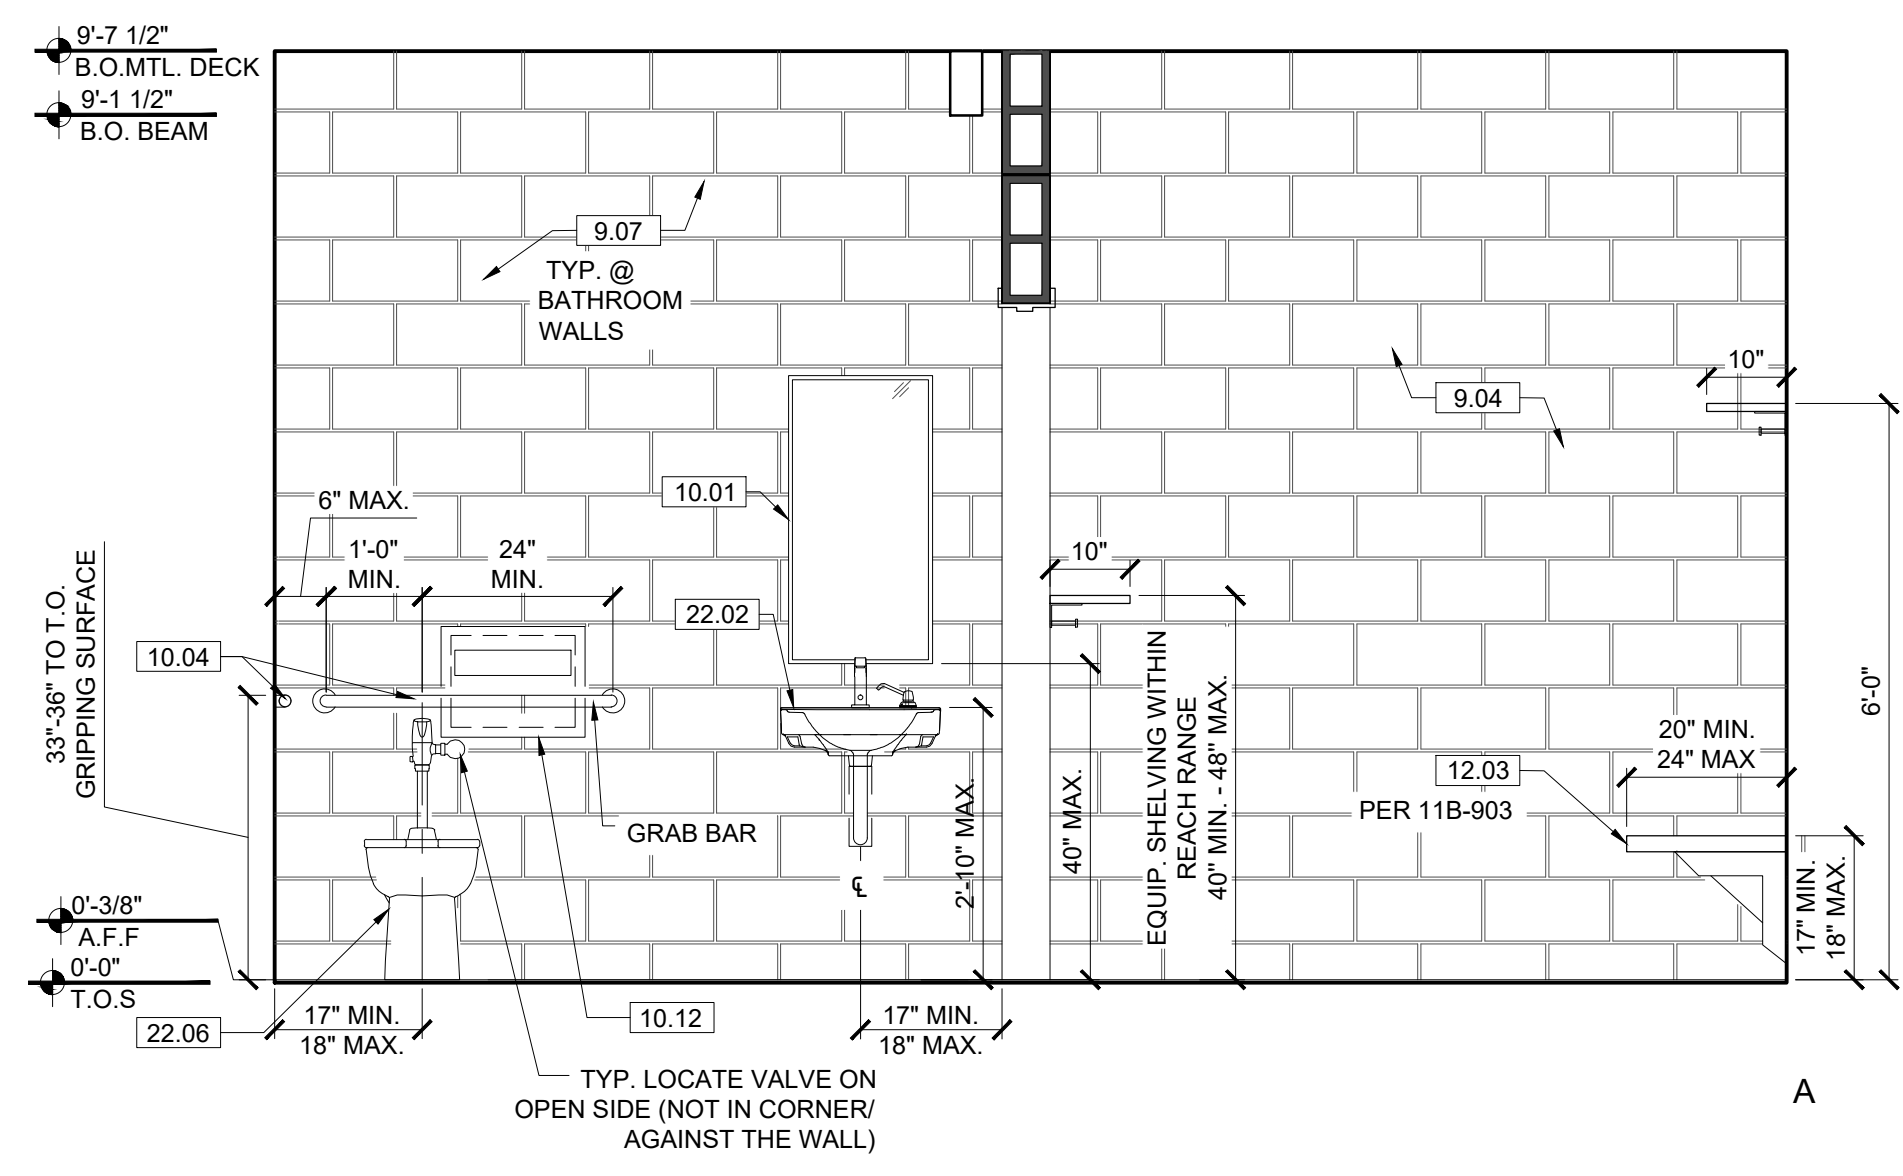 9'-7 1/2"
B.O.MTL. DECK
9'-1 1/2"
B.O. BEAM
9.07
TYP. @
BATHROOM
WALLS
10"
9.04
6'-0"
10.01
6" MAX.
1'-0"
MIN.
24"
MIN.
10"
33"-36" TO T.O.
GRIPPING SURFACE
10.04
22.02
EQUIP. SHELVING WITHIN
REACH RANGE
40" MIN. - 48" MAX.
20" MIN.
24" MAX
12.03
PER 11B-903
GRAB BAR
2'-10" MAX.
40" MAX.
℄
17" MIN.
18" MAX.
0'-3/8"
A.F.F
0'-0"
T.O.S
22.06
17" MIN.
18" MAX.
10.12
17" MIN.
18" MAX.
TYP. LOCATE VALVE ON
OPEN SIDE (NOT IN CORNER/
AGAINST THE WALL)
A